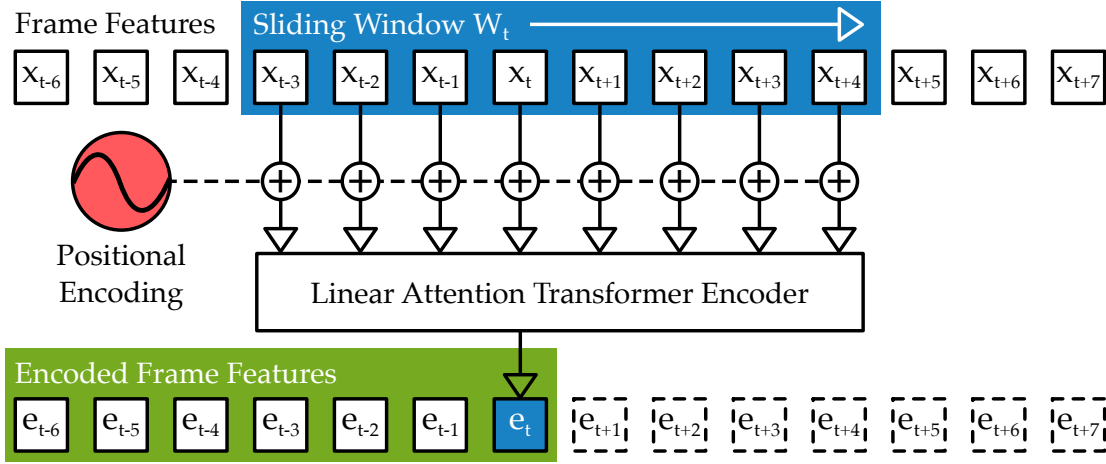 Frame Features Sliding Window W_t
x_t-6 x_t-5 x_t-4 x_t-3 x_t-2 x_t-1 x_t x_t+1 x_t+2 x_t+3 x_t+4 x_t+5 x_t+6 x_t+7
Positional
Encoding
Linear Attention Transformer Encoder
Encoded Frame Features
e_t-6 e_t-5 e_t-4 e_t-3 e_t-2 e_t-1 e_t e_t+1 e_t+2 e_t+3 e_t+4 e_t+5 e_t+6 e_t+7